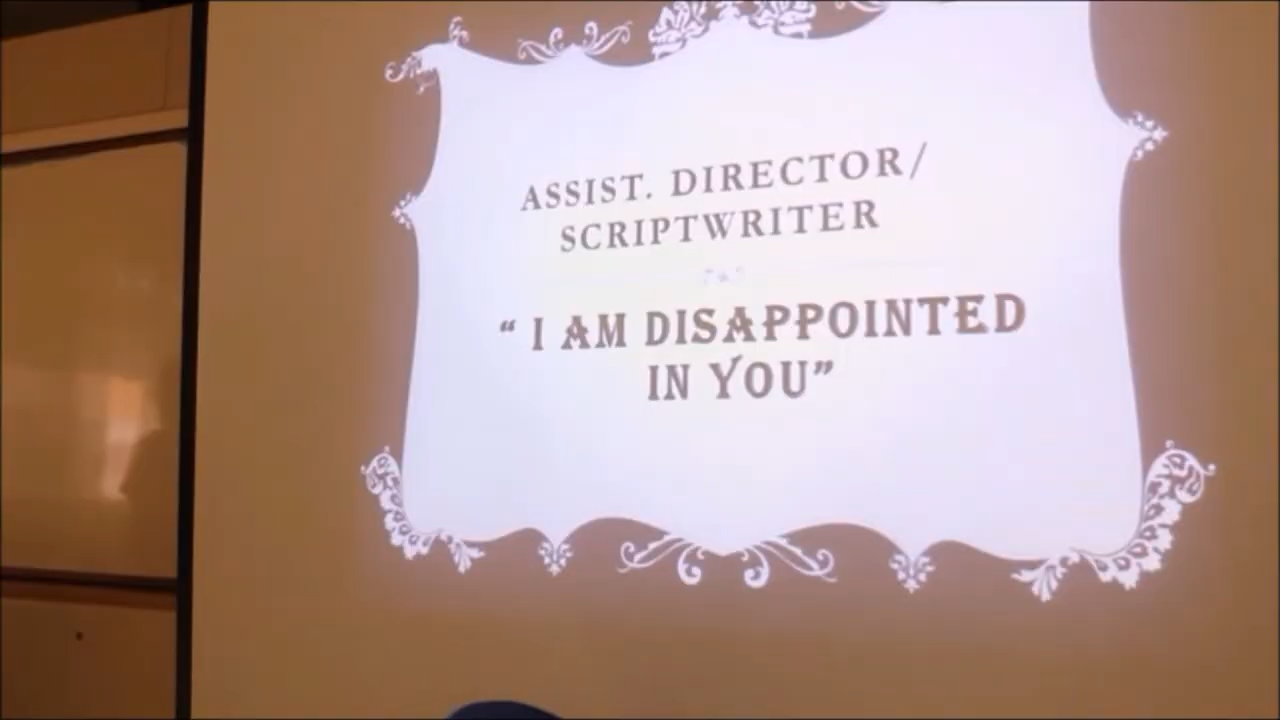 ASSIST. DIRECTOR/
SCRIPTWRITER
“ I AM DISAPPOINTED
IN YOU”